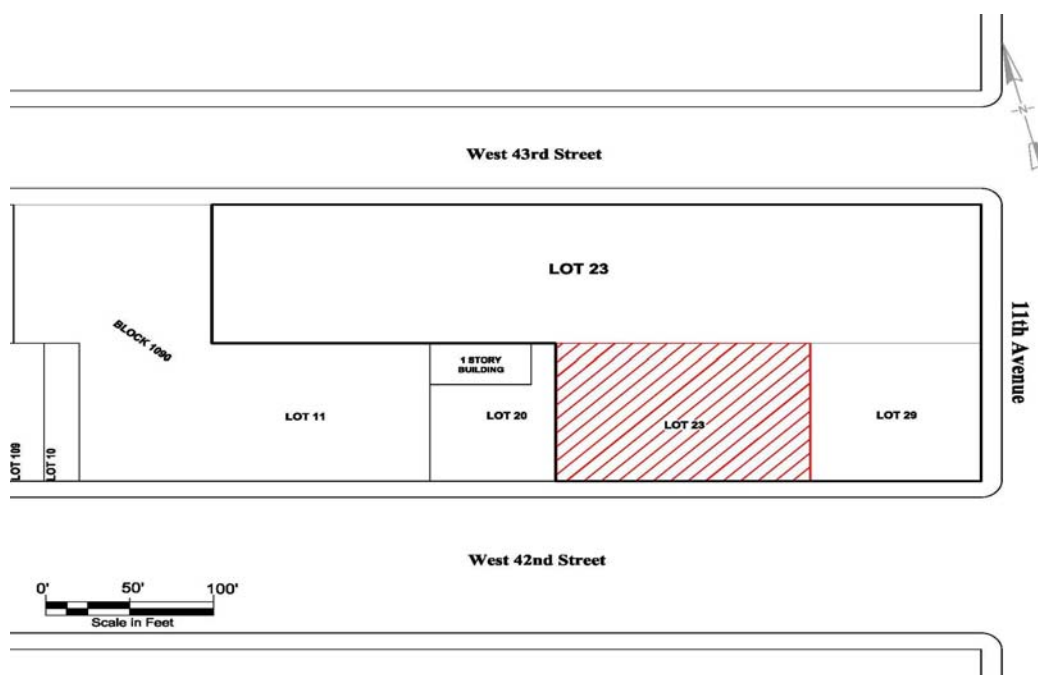 West 43rd Street
N
LOT 23
11th Avenue
BLOCK 1090
1 STORY
BUILDING
LOT 11
LOT 20
LOT 23
LOT 29
LOT 109
LOT 10
West 42nd Street
0' 50' 100'
Scale In Feet